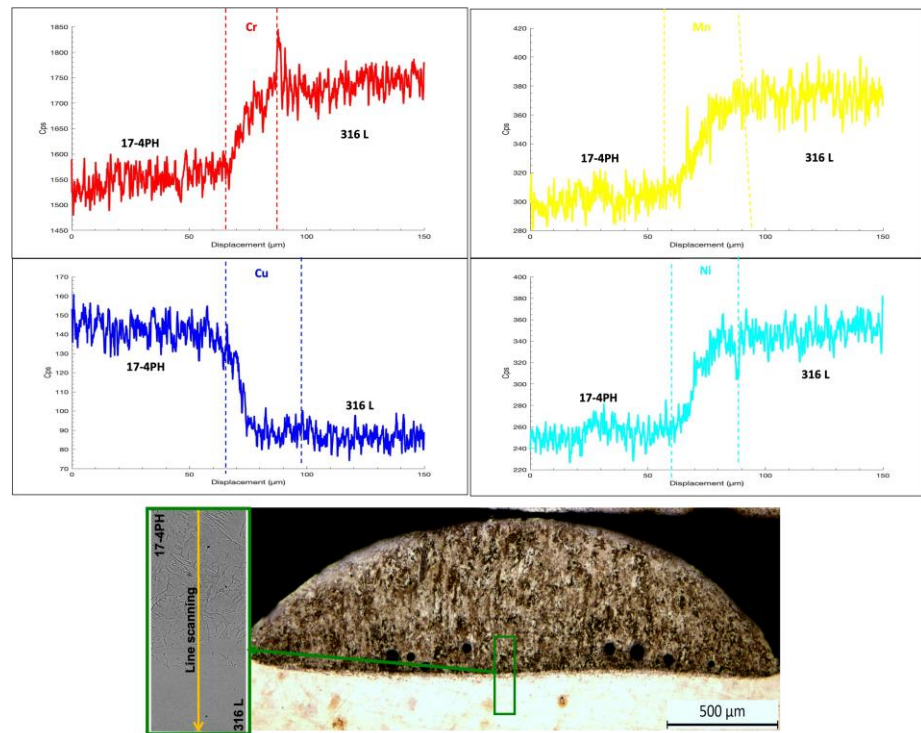 Cr
1850
1800
1750
1700
1650
1600
1550
1500
1450
Cps
17-4PH
316 L
0
50
100
150
Displacement (µm)
Mn
420
400
380
360
340
320
300
280
Cps
17-4PH
316 L
0
50
100
150
Displacement (µm)
Cu
170
160
150
140
130
120
110
100
90
80
70
Cps
17-4PH
316 L
0
50
100
150
Displacement (µm)
Ni
400
380
360
340
320
300
280
260
240
220
Cps
17-4PH
316 L
0
50
100
150
Displacement (µm)
17-4PH
Line scanning
316 L
500 µm